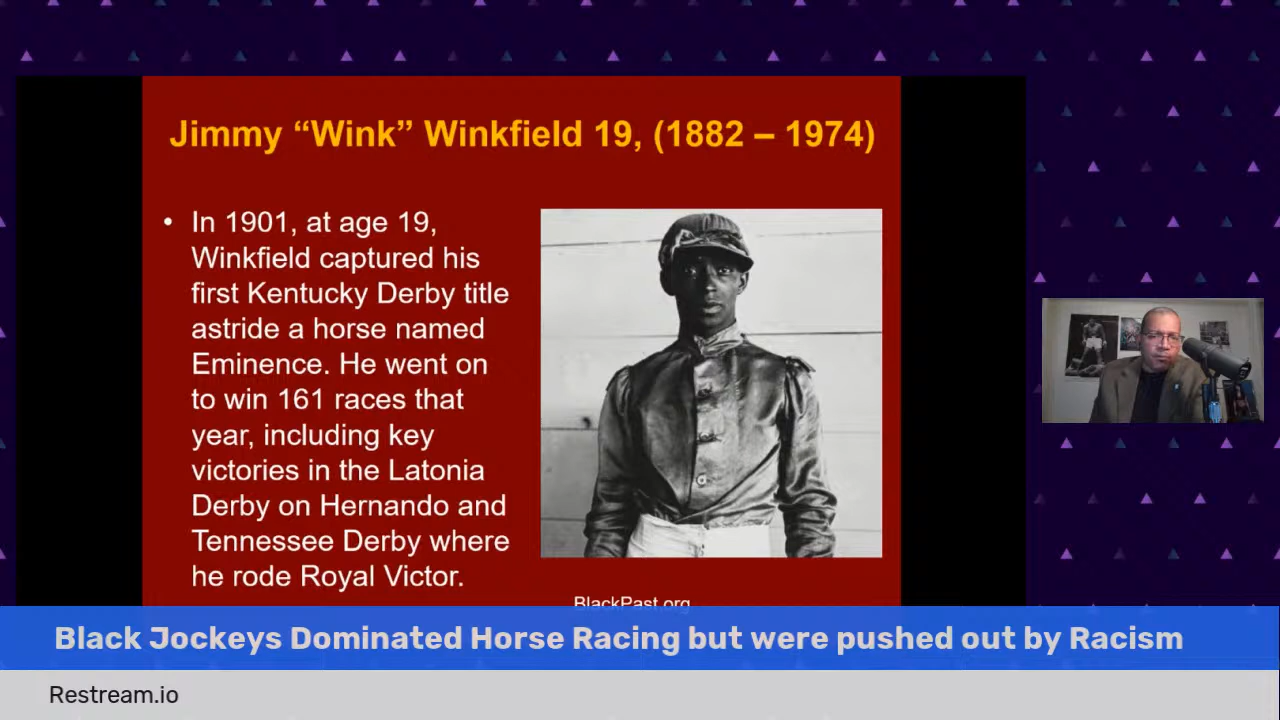 Jimmy “Wink” Winkfield 19, (1882 – 1974)
• In 1901, at age 19,
Winkfield captured his
first Kentucky Derby title
astride a horse named
Eminence. He went on
to win 161 races that
year, including key
victories in the Latonia
Derby on Hernando and
Tennessee Derby where
he rode Royal Victor.
BlackPast.org
Black Jockeys Dominated Horse Racing but were pushed out by Racism
Restream.io